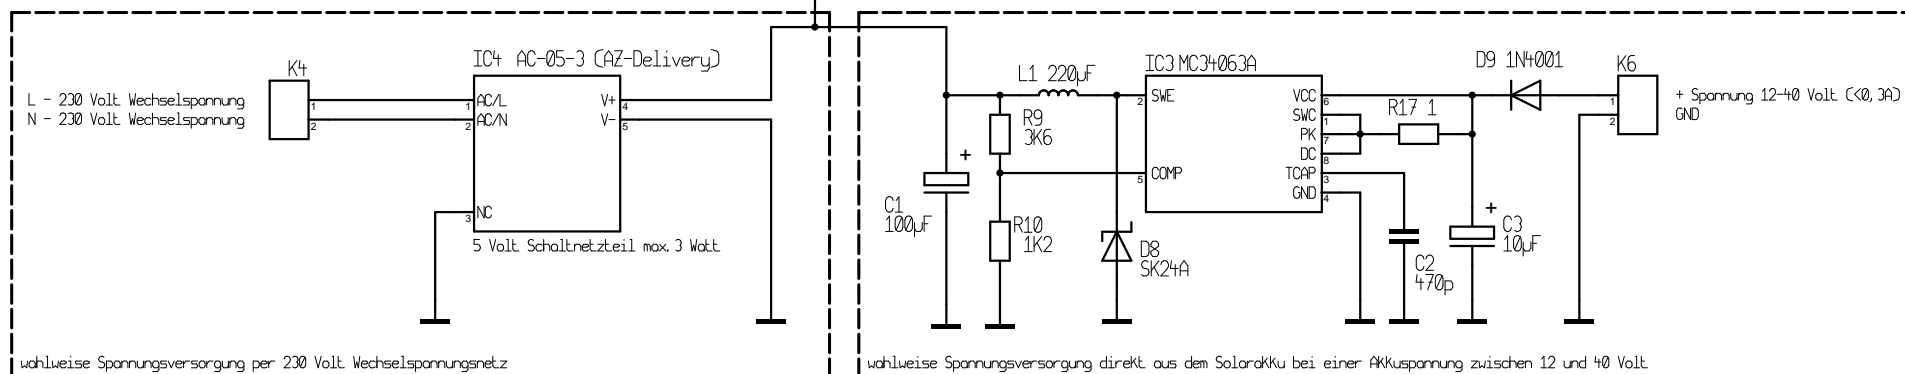 K4
L - 230 Volt Wechselspannung
N - 230 Volt Wechselspannung
1
2
IC4 AC-05-3 (AZ-Delivery)
1
AC/L
2
AC/N
V+
4
V-
5
3
NC
5 Volt Schaltnetzteil max. 3 Watt
wahlweise Spannungsversorgung per 230 Volt Wechselspannungsnetz
C1
100µF
+
R9
3K6
R10
1K2
L1 220µF
D8
SK24A
IC3 MC34063A
2
SWE
5
COMP
VCC
6
SWC
1
PK
7
DC
8
TCAP
3
GND
4
R17 1
C2
470p
+
C3
10µF
D9 1N4001
K6
1
2
+ Spannung 12-40 Volt (<0,3A)
GND
wahlweise Spannungsversorgung direkt aus dem Solarakku bei einer Akkuspannung zwischen 12 und 40 Volt